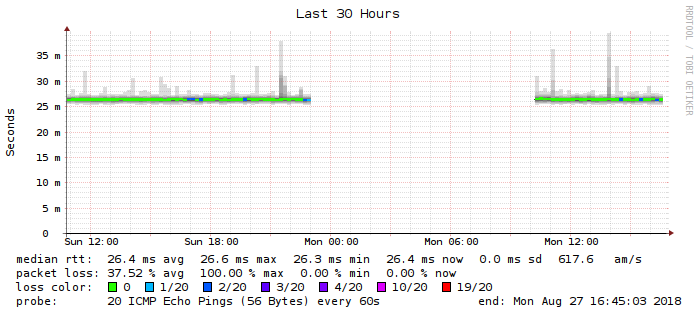 Last 30 Hours
RRDTOOL / TOBI OETIKER
Seconds
35 m
30 m
25 m
20 m
15 m
10 m
5 m
0
Sun 12:00 Sun 18:00 Mon 00:00 Mon 06:00 Mon 12:00
median rtt: 26.4 ms avg 26.6 ms max 26.3 ms min 26.4 ms now 0.0 ms sd 617.6 am/s
packet loss: 37.52 % avg 100.00 % max 0.00 % min 0.00 % now
loss color: 0 1/20 2/20 3/20 4/20 10/20 19/20
probe: 20 ICMP Echo Pings (56 Bytes) every 60s end: Mon Aug 27 16:45:03 2018